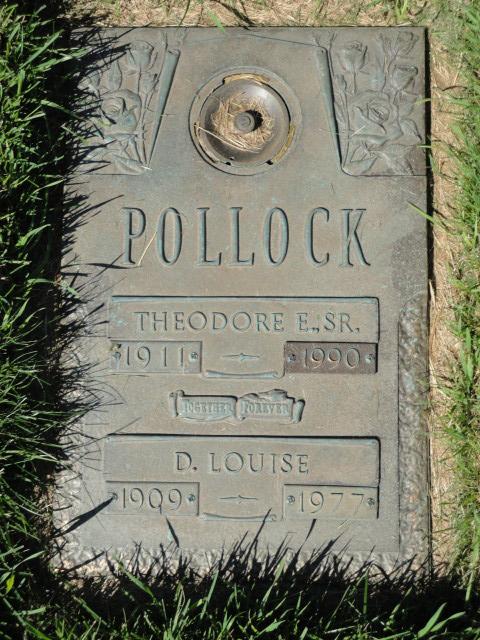 POLLOCK
THEODORE E., SR.
1911 1990
TOGETHER FOREVER
D. LOUISE
1909 1977